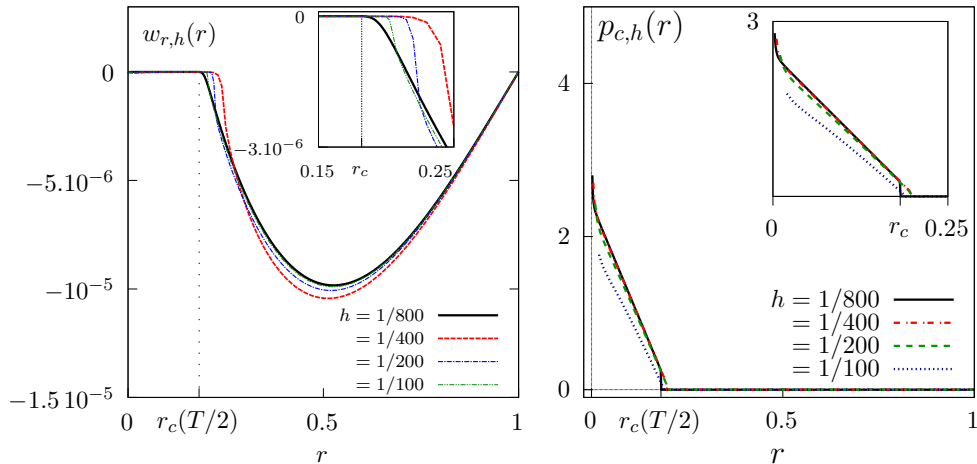 w_{r,h}(r)
0
−5.10^{-6}
−10^{-5}
−1.5 10^{-5}
0
−3.10^{-6}
0.15
r_c
0.25
h = 1/800
= 1/400
= 1/200
= 1/100
0
r_c(T/2)
0.5
1
r
p_{c,h}(r)
4
2
0
3
0
r_c
0.25
h = 1/800
= 1/400
= 1/200
= 1/100
0
r_c(T/2)
0.5
1
r